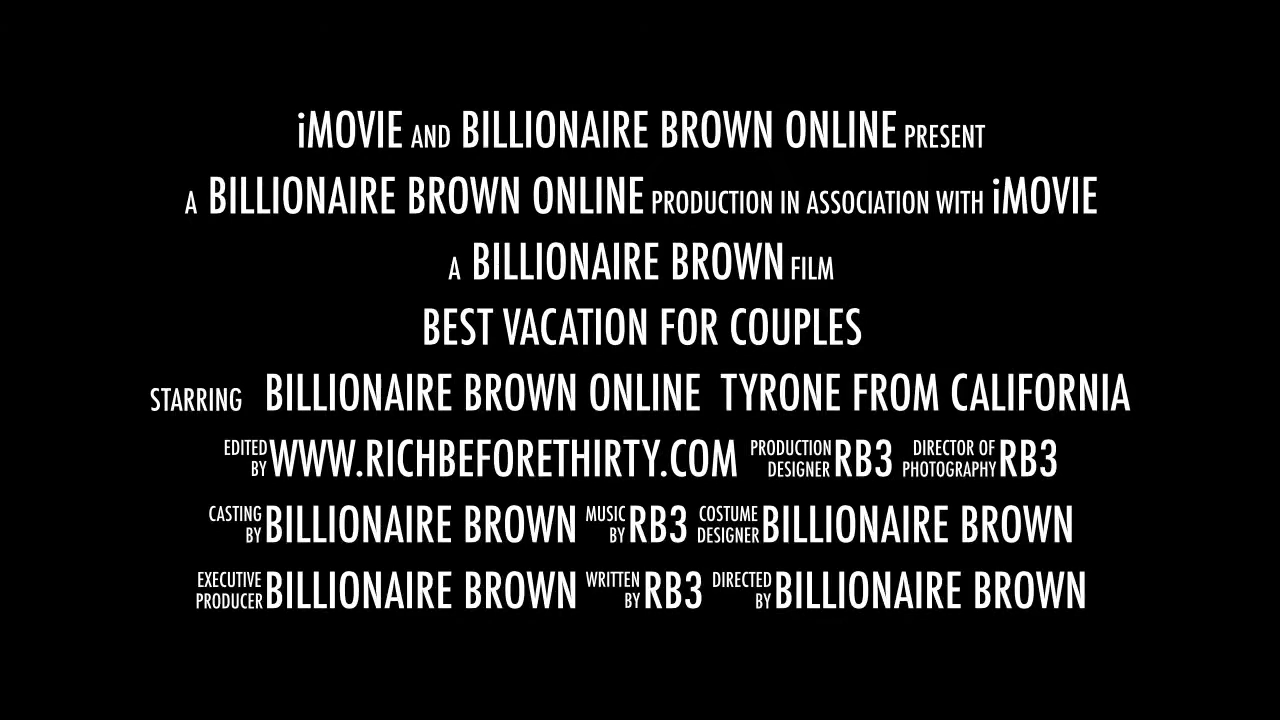 iMOVIE AND BILLIONAIRE BROWN ONLINE PRESENT
A BILLIONAIRE BROWN ONLINE PRODUCTION IN ASSOCIATION WITH iMOVIE
A BILLIONAIRE BROWN FILM
BEST VACATION FOR COUPLES
STARRING BILLIONAIRE BROWN ONLINE TYRONE FROM CALIFORNIA
EDITED BY WWW.RICHBEFORETHIRTY.COM PRODUCTION DESIGNER RB3 DIRECTOR OF PHOTOGRAPHY RB3
CASTING BY BILLIONAIRE BROWN MUSIC BY RB3 COSTUME DESIGNER BILLIONAIRE BROWN
EXECUTIVE PRODUCER BILLIONAIRE BROWN WRITTEN BY RB3 DIRECTED BY BILLIONAIRE BROWN